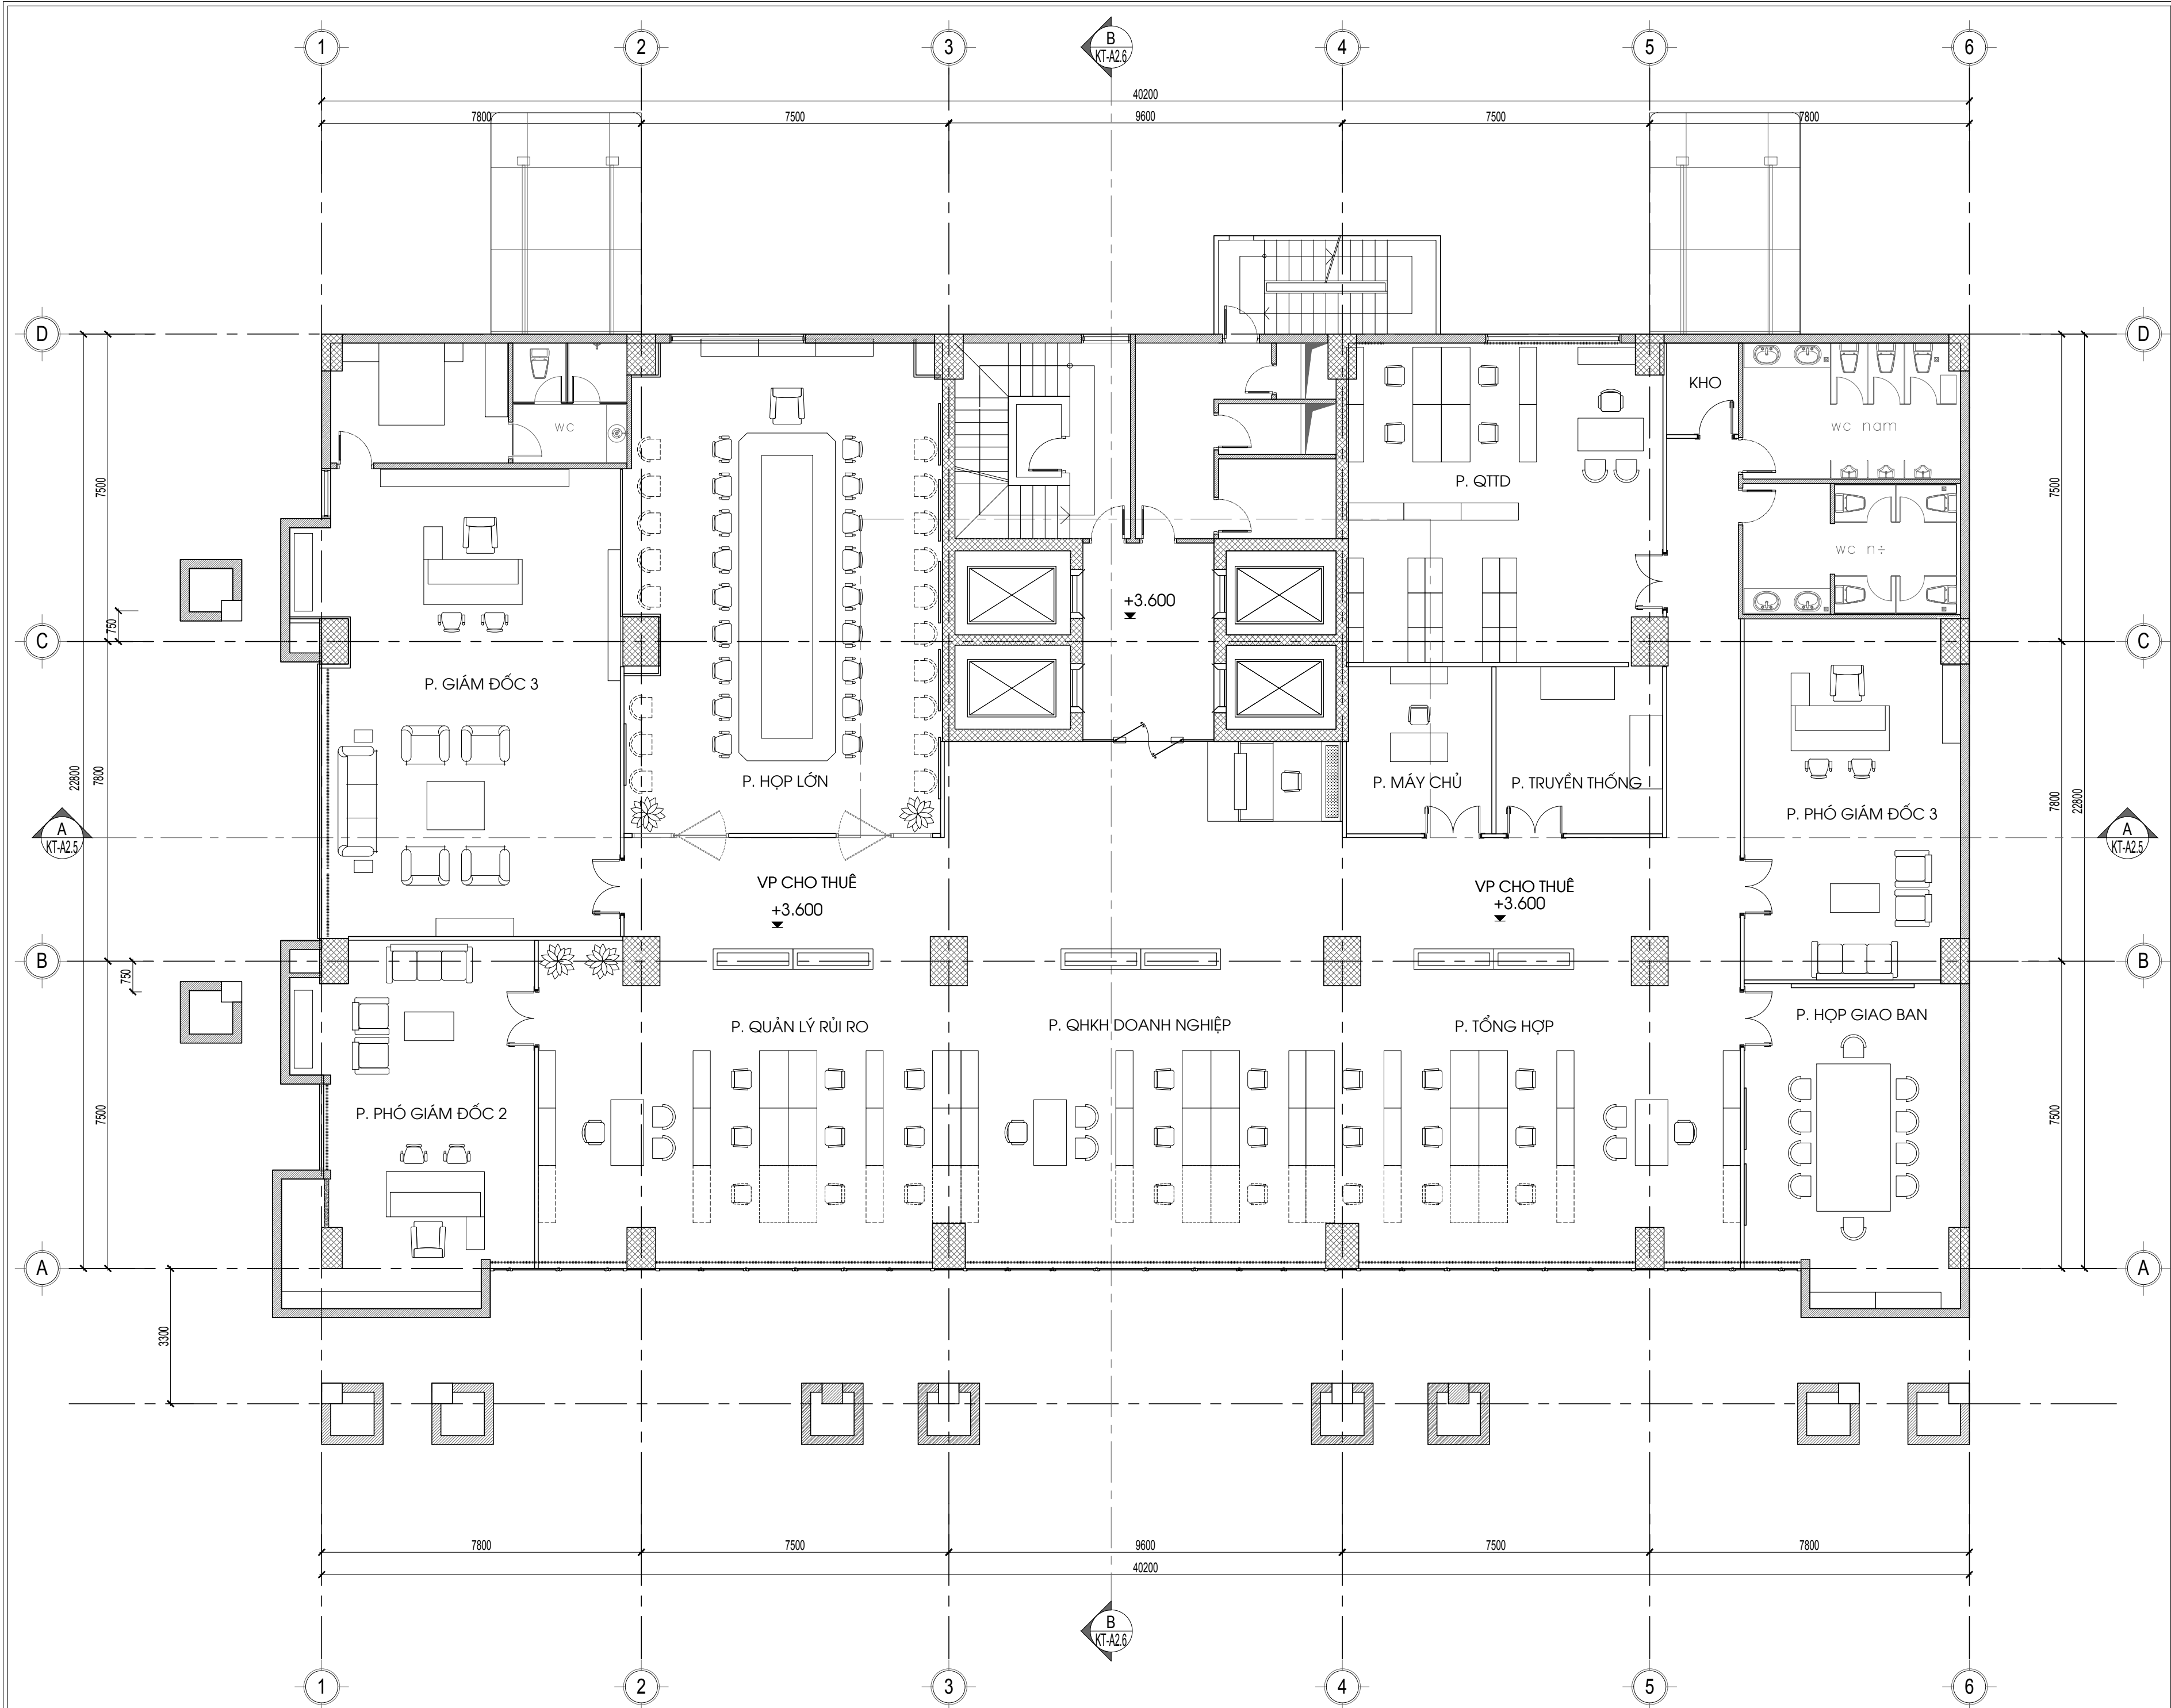 1
2
3
B
KT-A2.6
4
5
6
40200
7800
7500
9600
7500
7800
D
D
KHO
WC
wc nam
P. QTTD
7500
7500
wc n÷
+3.600
750
C
C
P. GIÁM ĐỐC 3
P. HỌP LỚN
P. MÁY CHỦ
P. TRUYỀN THỐNG
22800
7800
7800
22800
P. PHÓ GIÁM ĐỐC 3
A
KT-A2.5
A
KT-A2.5
VP CHO THUÊ
+3.600
VP CHO THUÊ
+3.600
B
B
750
P. QUẢN LÝ RỦI RO
P. QHKH DOANH NGHIỆP
P. TỔNG HỢP
P. HỌP GIAO BAN
7500
7500
P. PHÓ GIÁM ĐỐC 2
A
A
3300
7800
7500
9600
7500
7800
40200
B
KT-A2.6
1
2
3
4
5
6